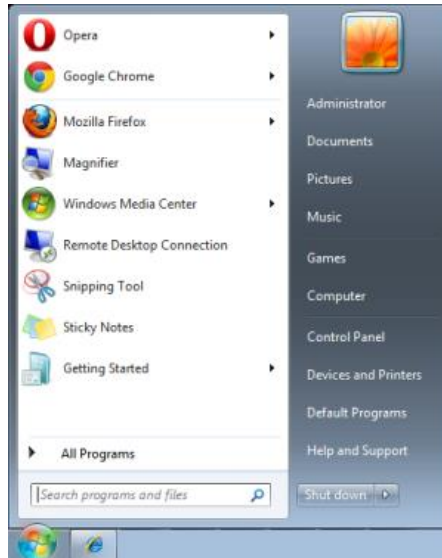 Opera
Google Chrome
Mozilla Firefox
Magnifier
Windows Media Center
Remote Desktop Connection
Snipping Tool
Sticky Notes
Getting Started
All Programs
Search programs and files
Administrator
Documents
Pictures
Music
Games
Computer
Control Panel
Devices and Printers
Default Programs
Help and Support
Shut down